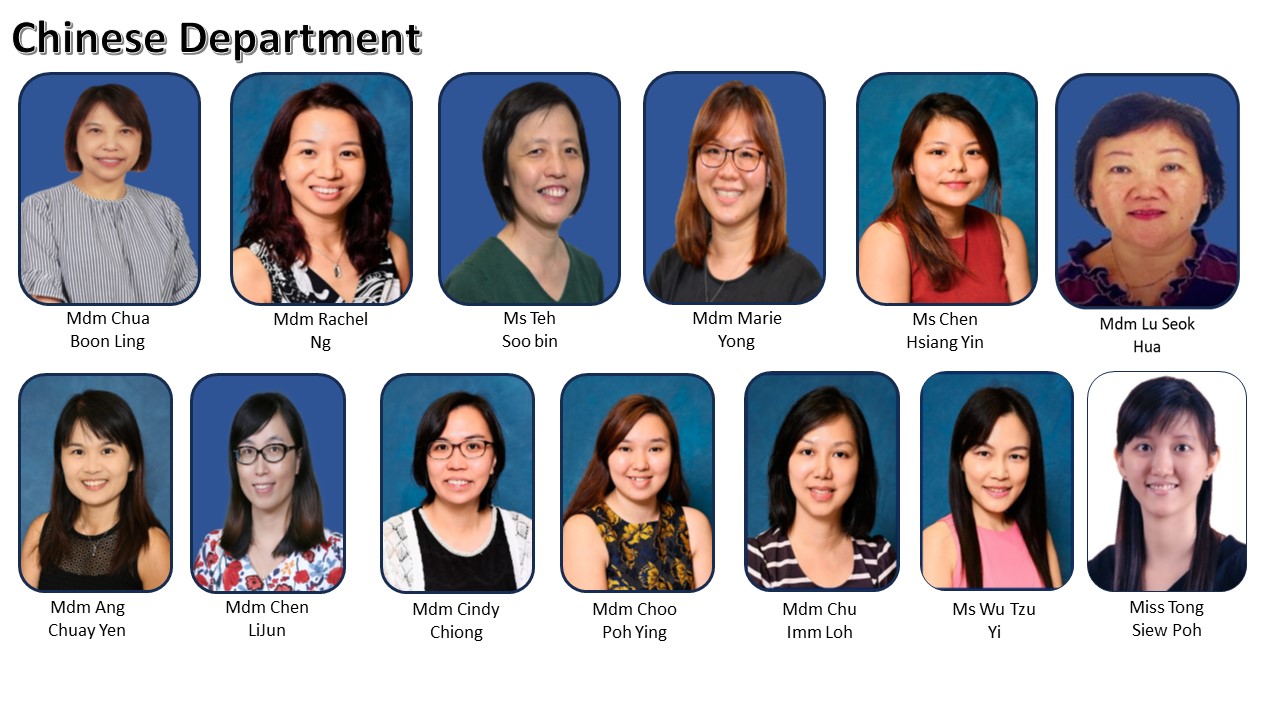 Chinese Department
Mdm Chua
Boon Ling
Mdm Rachel
Ng
Ms Teh
Soo bin
Mdm Marie
Yong
Ms Chen
Hsiang Yin
Mdm Lu Seok
Hua
Mdm Ang
Chuay Yen
Mdm Chen
LiJun
Mdm Cindy
Chiong
Mdm Choo
Poh Ying
Mdm Chu
Imm Loh
Ms Wu Tzu
Yi
Miss Tong
Siew Poh